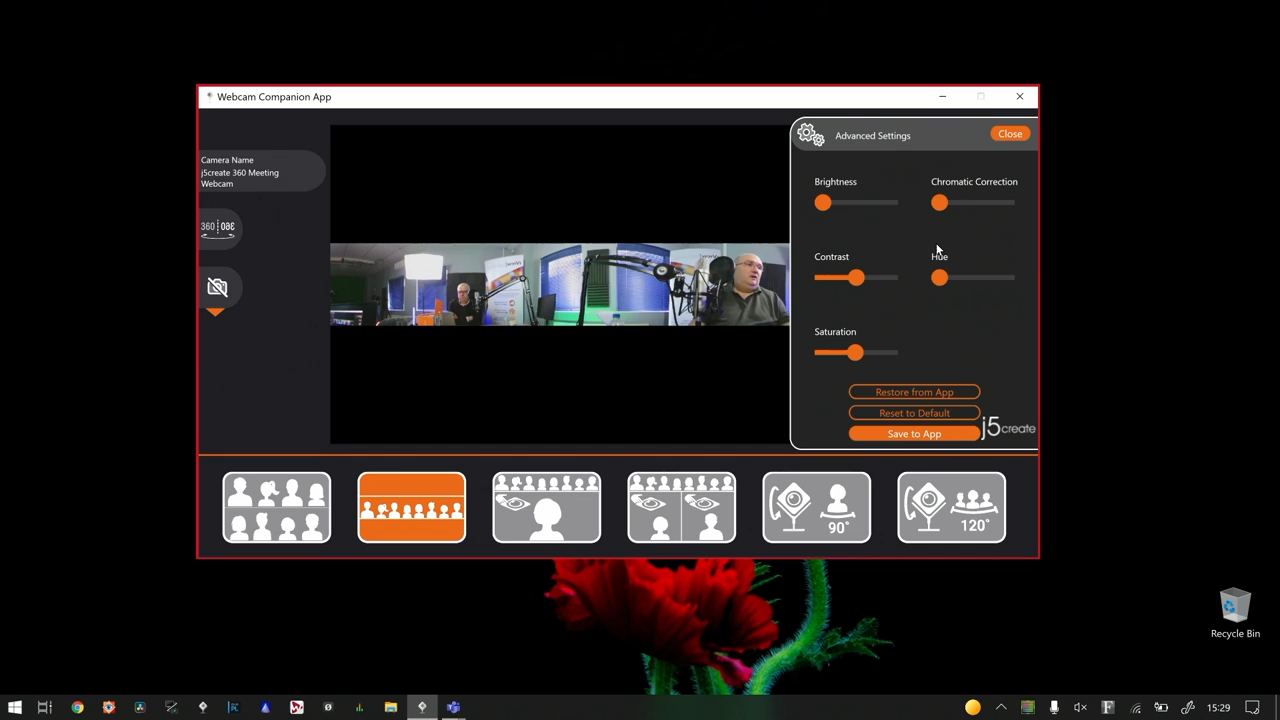 Webcam Companion App
Camera Name
j5create 360 Meeting
Webcam
360
360
Advanced Settings
Close
Brightness
Chromatic Correction
Contrast
Hue
Saturation
Restore from App
Reset to Default
Save to App
j5create
90°
120°
Recycle Bin
15:29